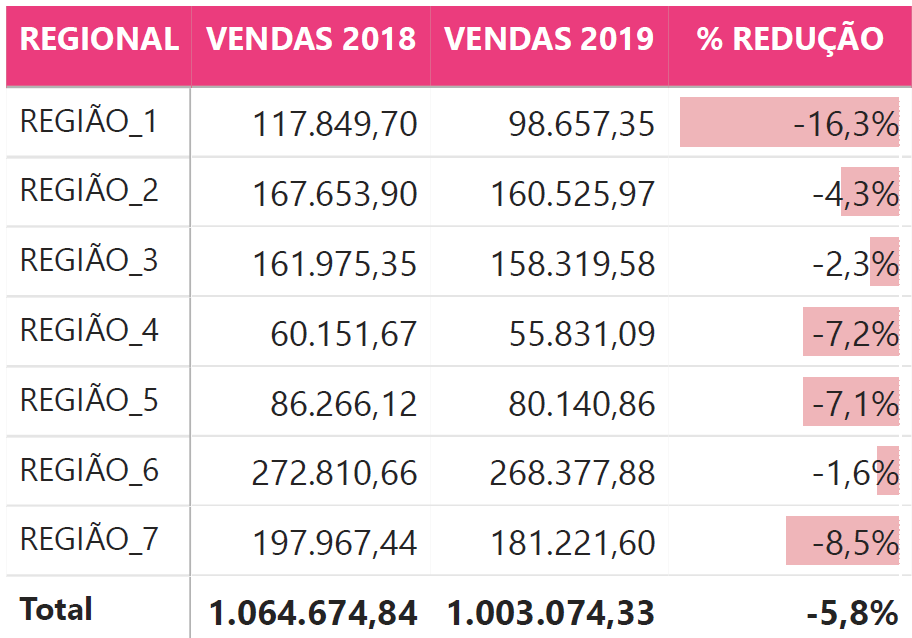 REGIONAL VENDAS 2018 VENDAS 2019 % REDUÇÃO
REGIÃO_1 117.849,70 98.657,35 -16,3%
REGIÃO_2 167.653,90 160.525,97 -4,3%
REGIÃO_3 161.975,35 158.319,58 -2,3%
REGIÃO_4 60.151,67 55.831,09 -7,2%
REGIÃO_5 86.266,12 80.140,86 -7,1%
REGIÃO_6 272.810,66 268.377,88 -1,6%
REGIÃO_7 197.967,44 181.221,60 -8,5%
Total 1.064.674,84 1.003.074,33 -5,8%